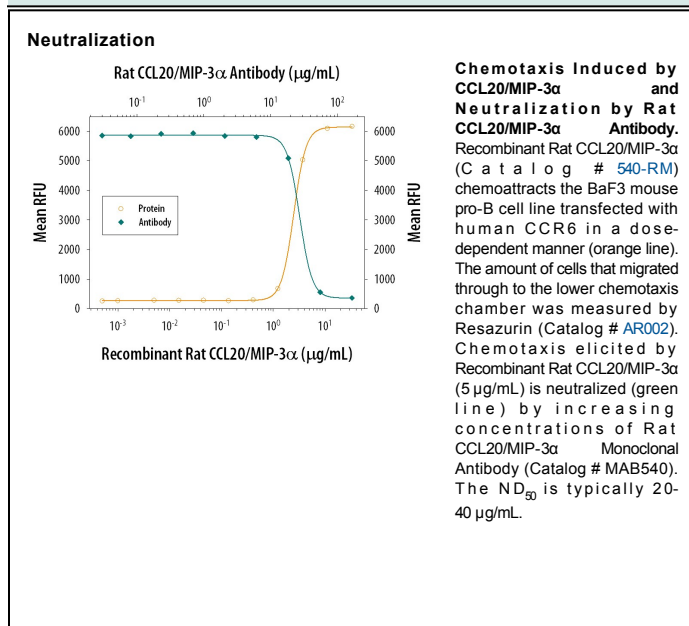 Neutralization
Rat CCL20/MIP-3α Antibody (µg/mL)
10⁻¹ 10⁰ 10¹ 10²
Mean RFU
6000 6000
5000 5000
4000 4000
3000 3000
2000 2000
1000 1000
0 0
Mean RFU
Protein
Antibody
10⁻³ 10⁻² 10⁻¹ 10⁰ 10¹
Recombinant Rat CCL20/MIP-3α (µg/mL)
Chemotaxis Induced by
CCL20/MIP-3α and
Neutralization by Rat
CCL20/MIP-3α Antibody.
Recombinant Rat CCL20/MIP-3α
(Catalog # 540-RM)
chemoattracts the BaF3 mouse
pro-B cell line transfected with
human CCR6 in a dose-
dependent manner (orange line).
The amount of cells that migrated
through to the lower chemotaxis
chamber was measured by
Resazurin (Catalog # AR002).
Chemotaxis elicited by
Recombinant Rat CCL20/MIP-3α
(5 µg/mL) is neutralized (green
line) by increasing
concentrations of Rat
CCL20/MIP-3α Monoclonal
Antibody (Catalog # MAB540).
The ND₅₀ is typically 20-
40 µg/mL.